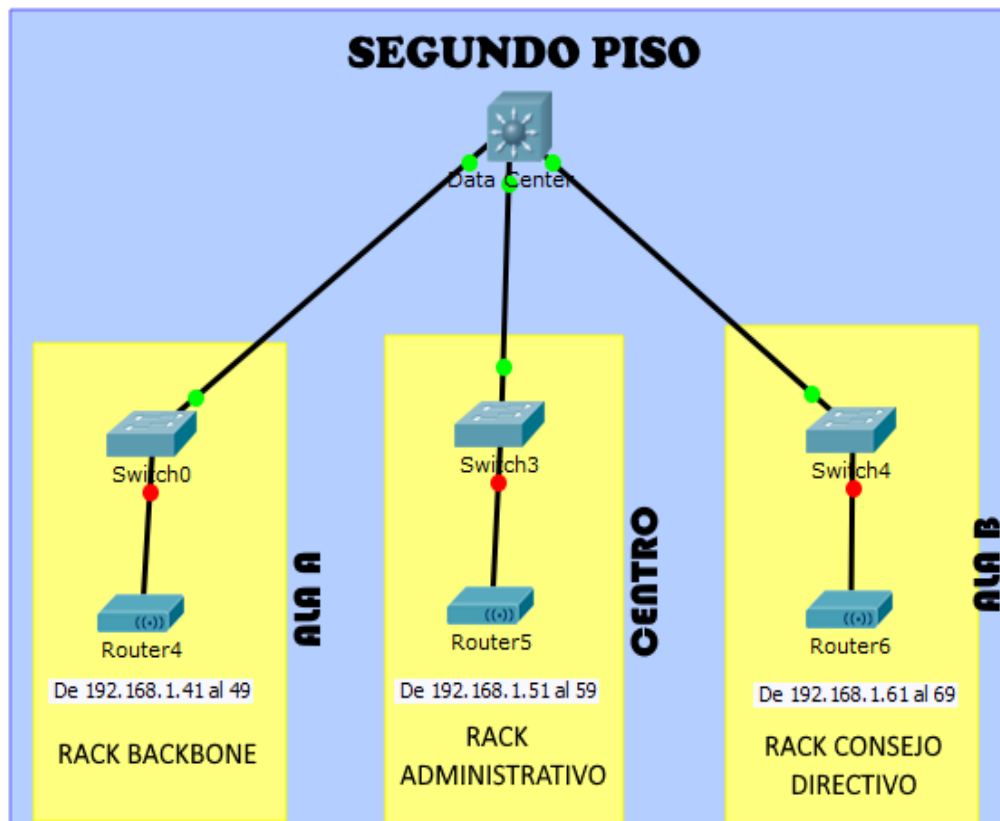 SEGUNDO PISO
Data Center
Switch0
Router4
De 192.168.1.41 al 49
RACK BACKBONE
ALA A
Switch3
Router5
De 192.168.1.51 al 59
RACK
ADMINISTRATIVO
CENTRO
Switch4
Router6
De 192.168.1.61 al 69
RACK CONSEJO
DIRECTIVO
ALA B